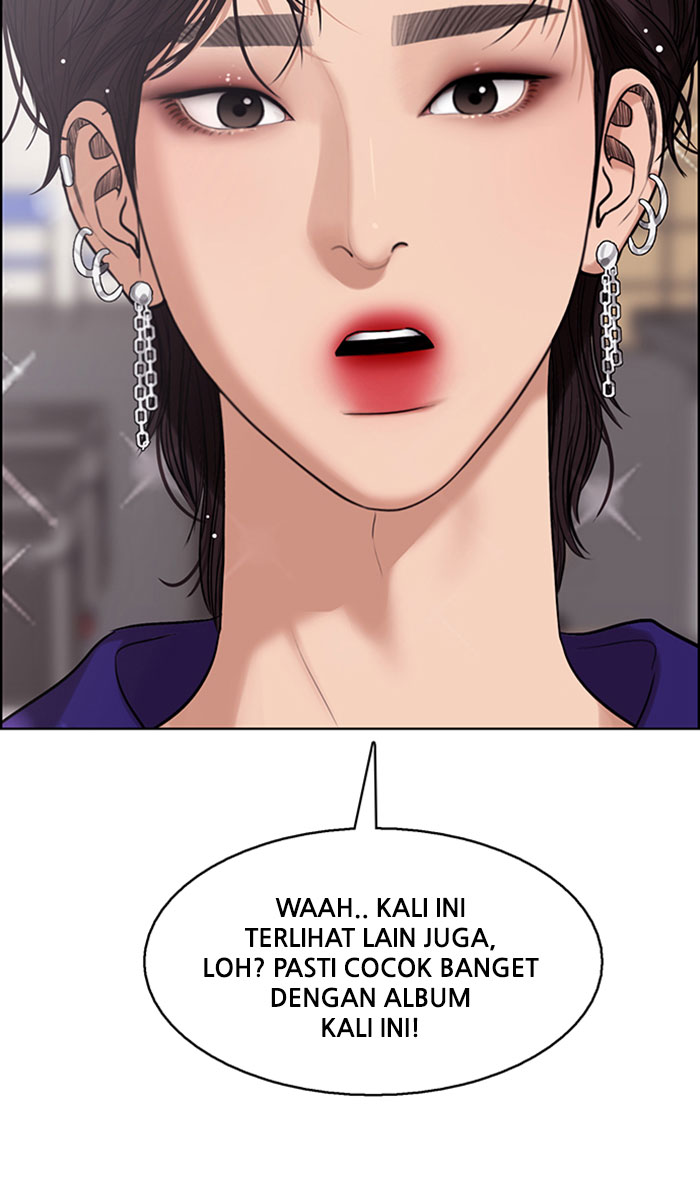 WAAH.. KALI INI
TERLIHAT LAIN JUGA,
LOH? PASTI COCOK BANGET
DENGAN ALBUM
KALI INI!